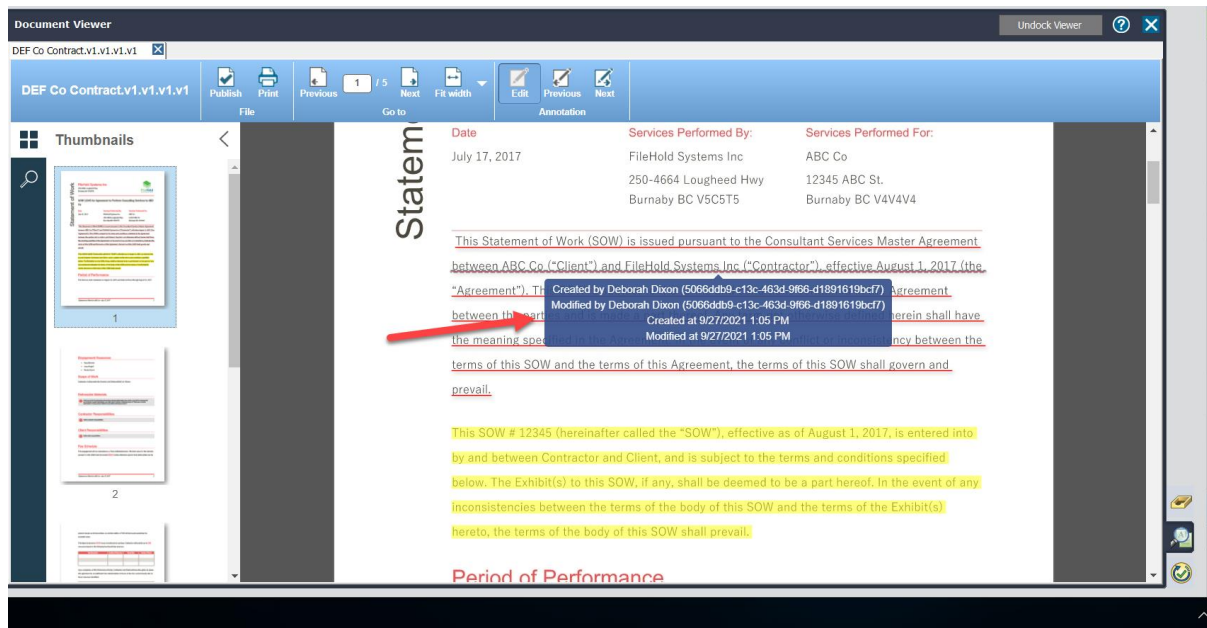 Document Viewer
Undock Viewer
DEF Co Contract.v1.v1.v1.v1
DEF Co Contract.v1.v1.v1.v1
Publish Print Previous 1 / 5 Next Fit width Edit Previous Next
File Go to Annotation
Thumbnails
1
2
Statem
Date Services Performed By: Services Performed For:
July 17, 2017 FileHold Systems Inc ABC Co
250-4664 Lougheed Hwy 12345 ABC St.
Burnaby BC V5C5T5 Burnaby BC V4V4V4
This Statement of Work (SOW) is issued pursuant to the Consultant Services Master Agreement
between ABC Co (“Client”) and FileHold Systems Inc (“Contractor”), effective August 1, 2017 (the
“Agreement”). Th Agreement
between the parties herein shall have
the meaning spec ncy between the
terms of this SOW and the terms of this Agreement, the terms of this SOW shall govern and
prevail.
Created by Deborah Dixon (5066ddb9-c13c-463d-9f66-d1891619bcf7)
Modified by Deborah Dixon (5066ddb9-c13c-463d-9f66-d1891619bcf7)
Created at 9/27/2021 1:05 PM
Modified at 9/27/2021 1:05 PM
This SOW # 12345 (hereinafter called the “SOW”), effective as of August 1, 2017, is entered into
by and between Contractor and Client, and is subject to the terms and conditions specified
below. The Exhibit(s) to this SOW, if any, shall be deemed to be a part hereof. In the event of any
inconsistencies between the terms of the body of this SOW and the terms of the Exhibit(s)
hereto, the terms of the body of this SOW shall prevail.
Period of Performance